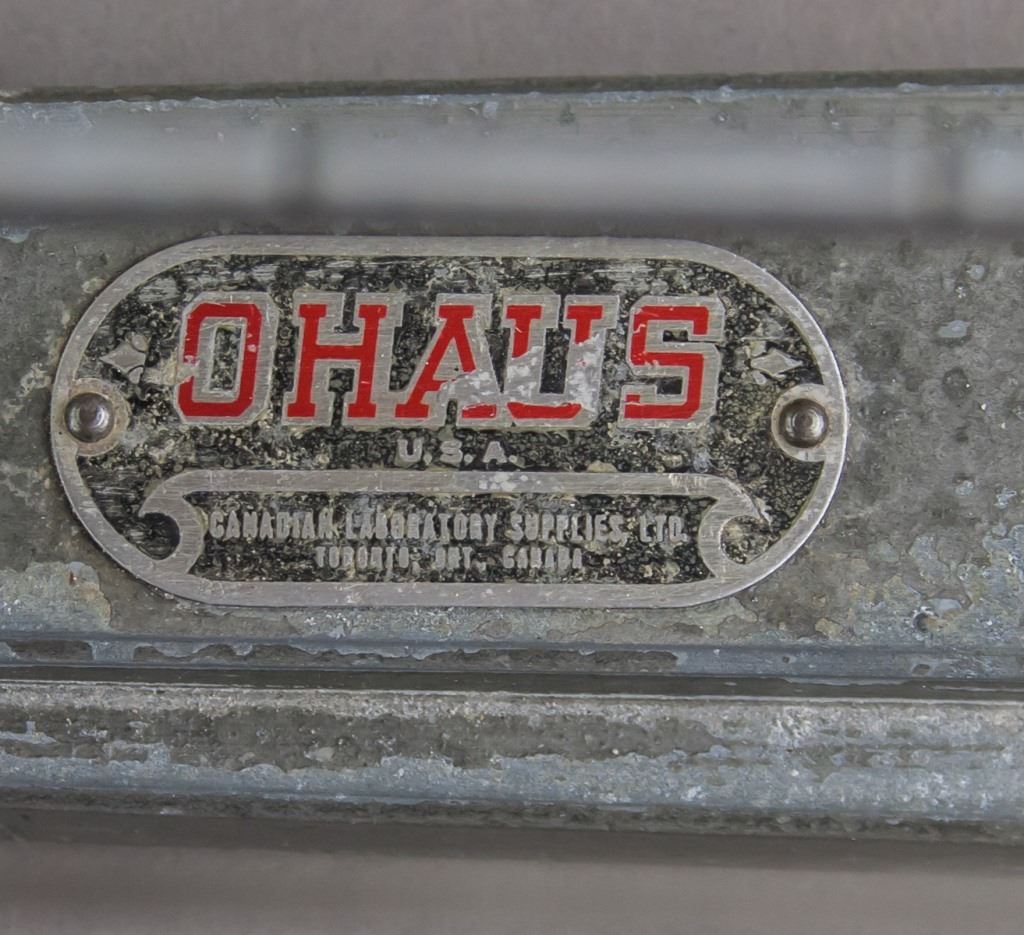 OHAUS
U.S.A.
CANADIAN LABORATORY SUPPLIES, LTD.
TORONTO, ONT., CANADA